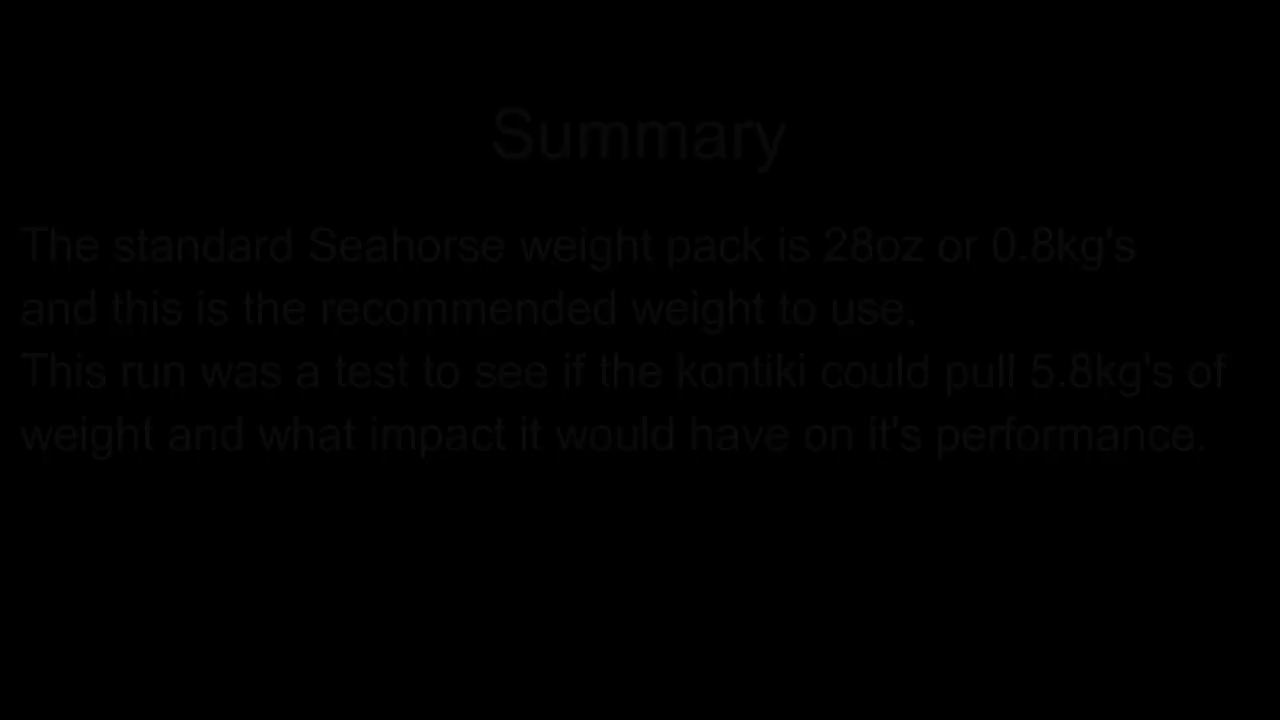 Summary
The standard Seahorse weight pack is 28oz or 0.8kg's
and this is the recommended weight to use.
This run was a test to see if the kontiki could pull 5.8kg's of
weight and what impact it would have on It's performance.